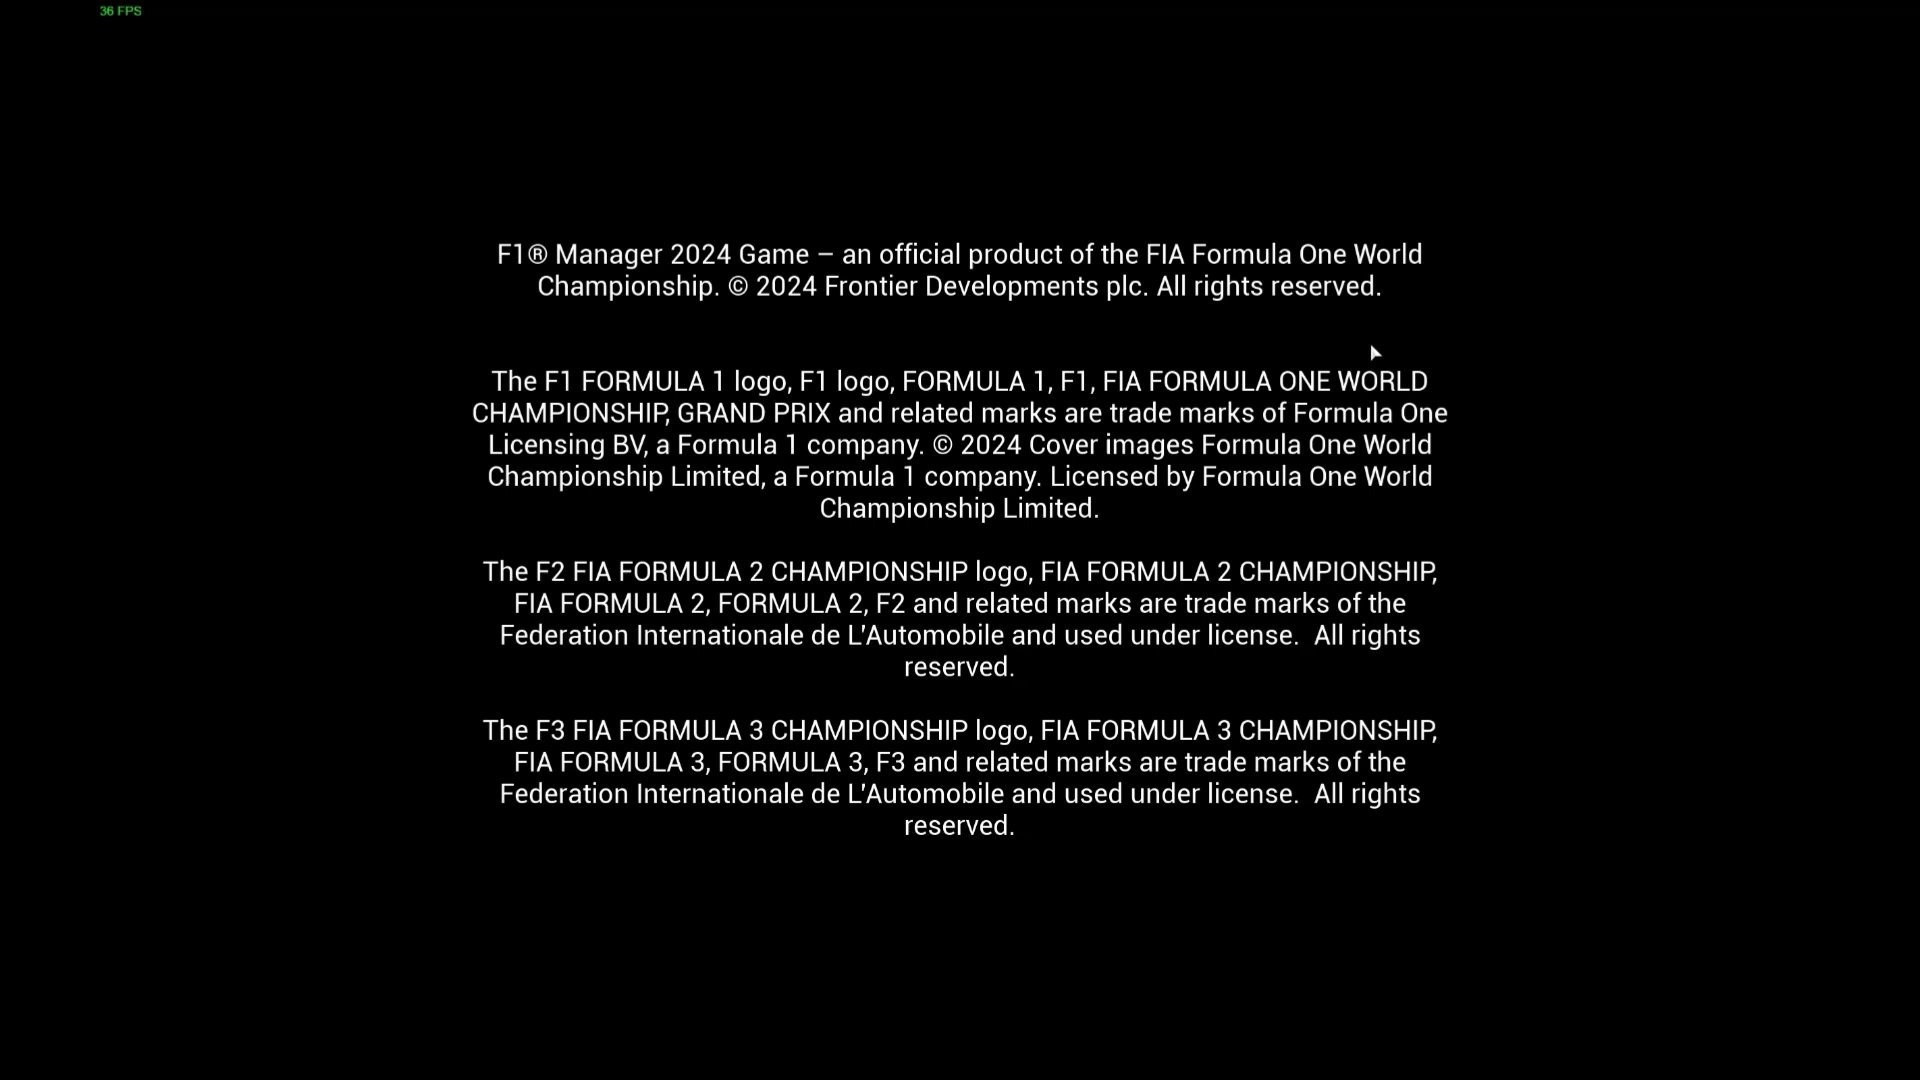 36 FPS
F1® Manager 2024 Game – an official product of the FIA Formula One World
Championship. © 2024 Frontier Developments plc. All rights reserved.
The F1 FORMULA 1 logo, F1 logo, FORMULA 1, F1, FIA FORMULA ONE WORLD
CHAMPIONSHIP, GRAND PRIX and related marks are trade marks of Formula One
Licensing BV, a Formula 1 company. © 2024 Cover images Formula One World
Championship Limited, a Formula 1 company. Licensed by Formula One World
Championship Limited.
The F2 FIA FORMULA 2 CHAMPIONSHIP logo, FIA FORMULA 2 CHAMPIONSHIP,
FIA FORMULA 2, FORMULA 2, F2 and related marks are trade marks of the
Federation Internationale de L'Automobile and used under license.  All rights
reserved.
The F3 FIA FORMULA 3 CHAMPIONSHIP logo, FIA FORMULA 3 CHAMPIONSHIP,
FIA FORMULA 3, FORMULA 3, F3 and related marks are trade marks of the
Federation Internationale de L'Automobile and used under license.  All rights
reserved.